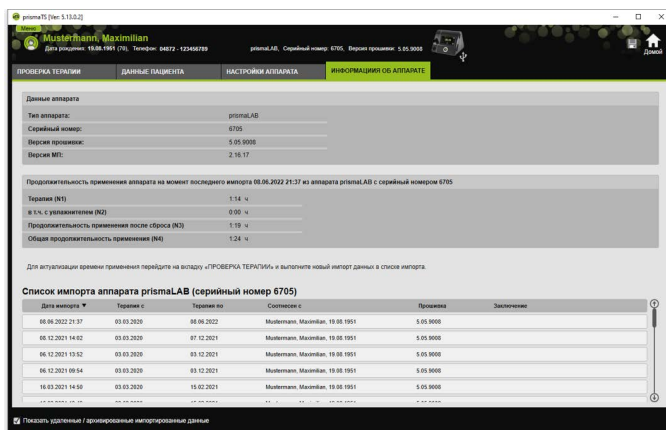 prismaTS [Ver. 5.13.0.2]
Меню
Mustermann, Maximilian
Дата рождения: 19.08.1951 (70), Телефон: 04872 - 123456789
prismaLAB, Серийный номер: 6705, Версия прошивки: 5.05.9008
Домой
ПРОВЕРКА ТЕРАПИИ ДАННЫЕ ПАЦИЕНТА НАСТРОЙКИ АППАРАТА ИНФОРМАЦИИЯ ОБ АППАРАТЕ
Данные аппарата
Тип аппарата: prismaLAB
Серийный номер: 6705
Версия прошивки: 5.05.9008
Версия МП: 2.16.17
Продолжительность применения аппарата на момент последнего импорта 08.06.2022 21:37 из аппарата prismaLAB с серийный номером 6705
Терапия (N1) 1:14 ч
в т.ч. с увлажнителем (N2) 0:00 ч
Продолжительность применения после сброса (N3) 1:19 ч
Общая продолжительность применения (N4) 1:24 ч
Для актуализации времени применения перейдите на вкладку «ПРОВЕРКА ТЕРАПИИ» и выполните новый импорт данных в списке импорта.
Список импорта аппарата prismaLAB (серийный номер 6705)
Дата импорта ▼ Терапия с Терапия по Соотнесен с Прошивка Заключение
08.06.2022 21:37 03.03.2020 08.06.2022 Mustermann, Maximilian, 19.08.1951 5.05.9008
08.12.2021 14:02 03.03.2020 07.12.2021 Mustermann, Maximilian, 19.08.1951 5.05.9008
06.12.2021 13:52 03.03.2020 03.12.2021 Mustermann, Maximilian, 19.08.1951 5.05.9008
06.12.2021 09:54 03.03.2020 03.12.2021 Mustermann, Maximilian, 19.08.1951 5.05.9008
16.03.2021 14:50 03.03.2020 15.02.2021 Mustermann, Maximilian, 19.08.1951 5.05.9008
Показать удаленные / архивированные импортированные данные